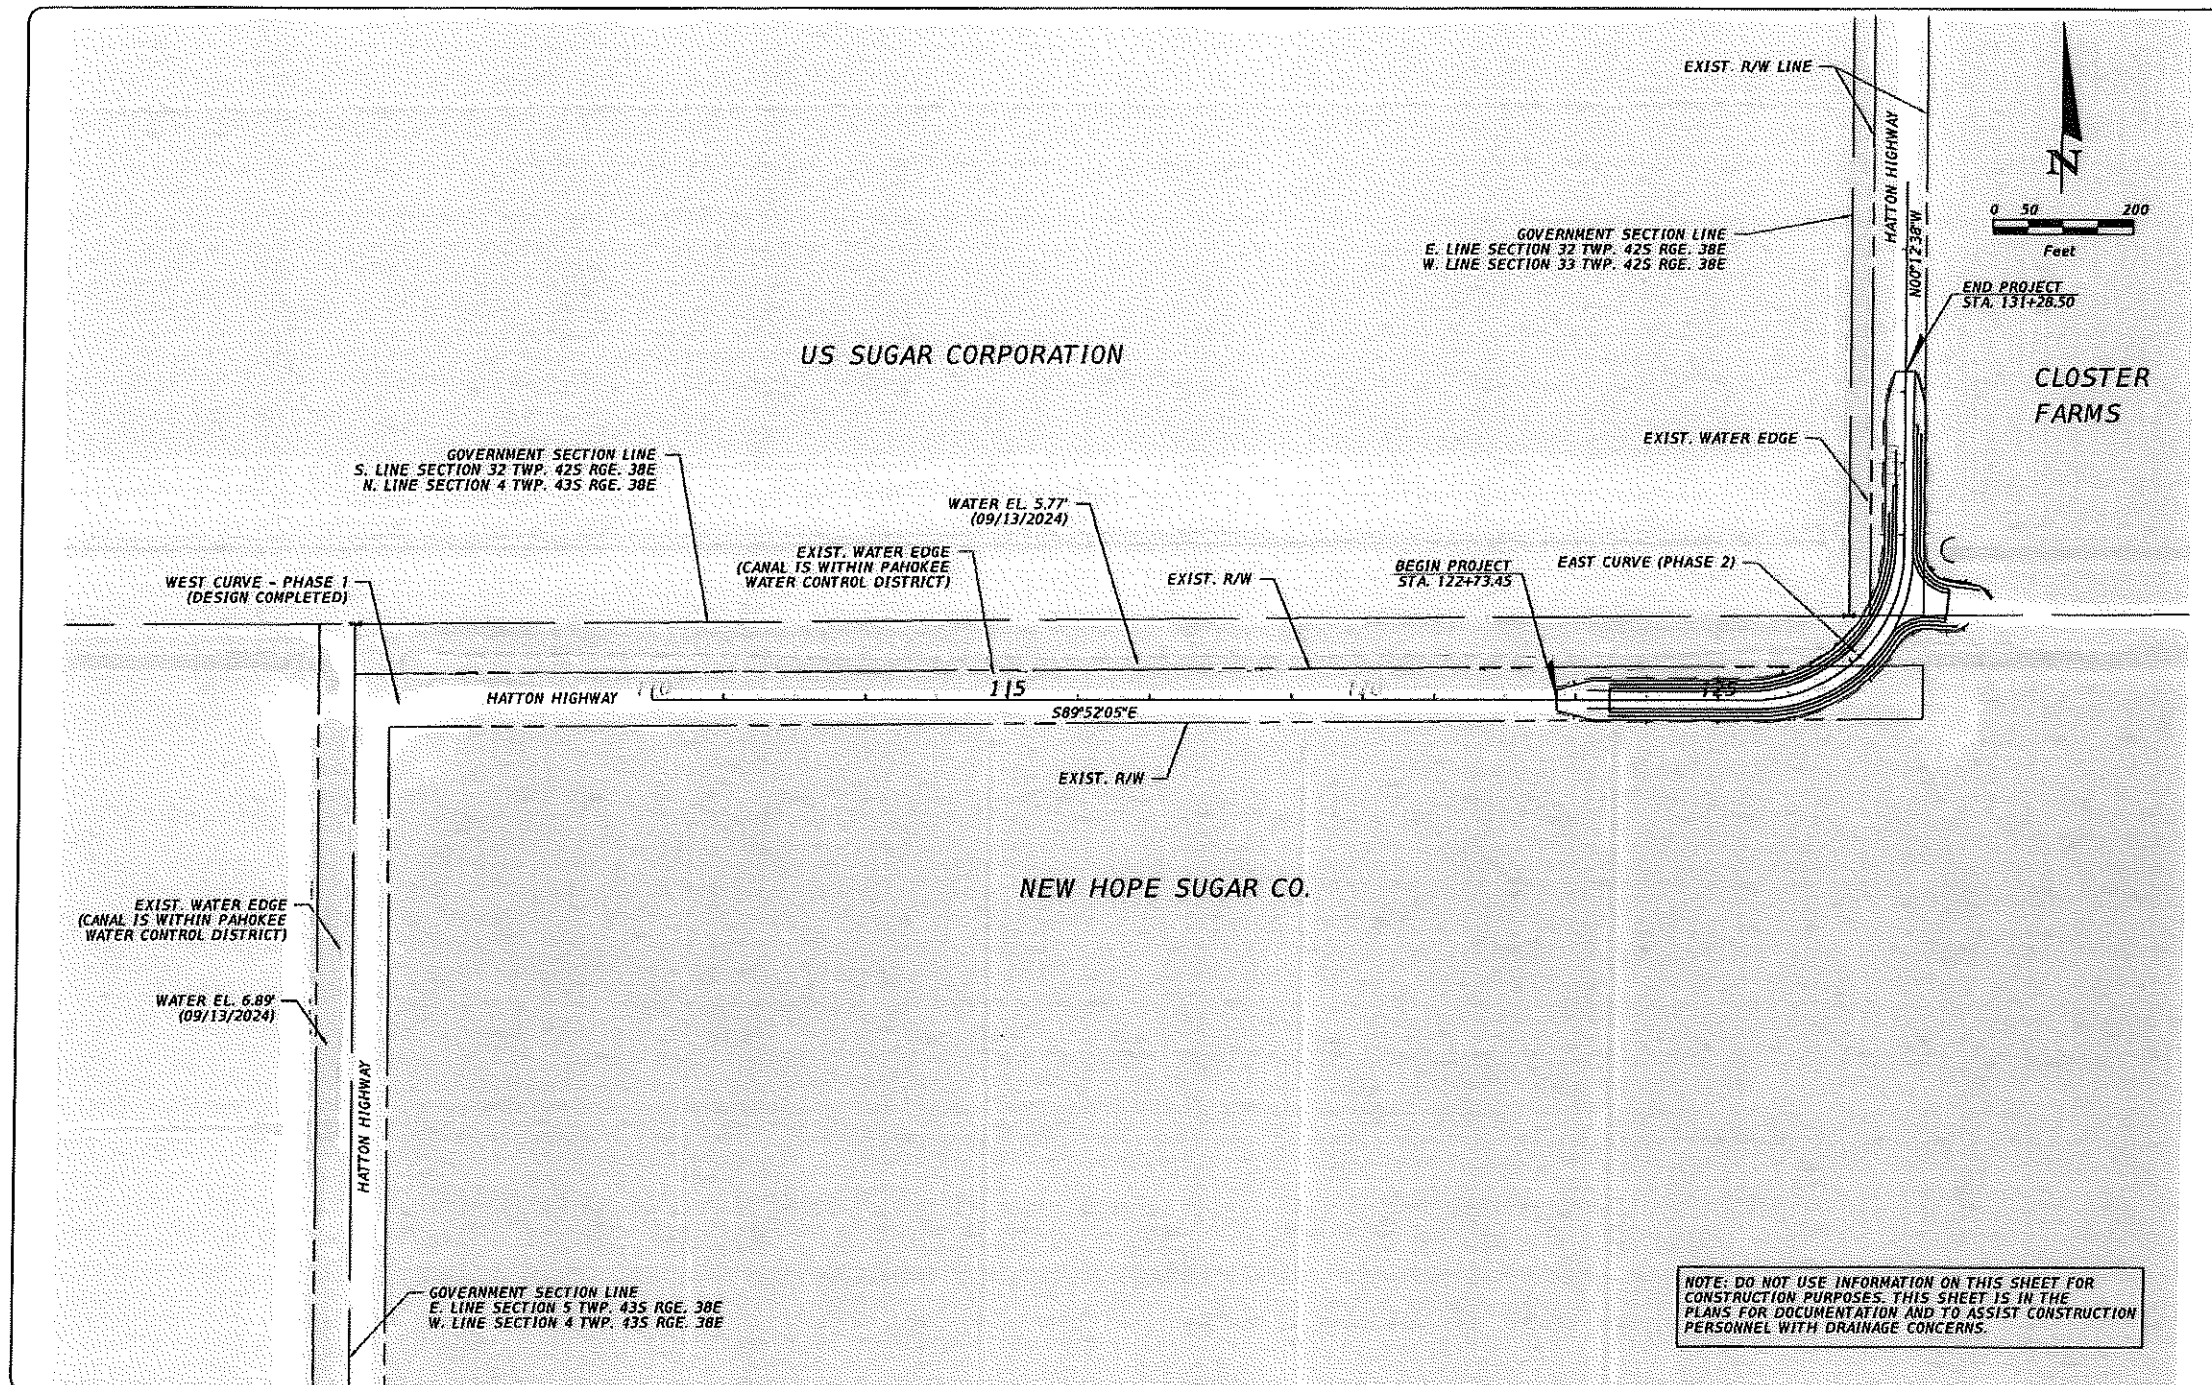 EXIST. R/W LINE
HATTON HIGHWAY
N00°12'38"W
N
0 50 200
Feet
GOVERNMENT SECTION LINE
E. LINE SECTION 32 TWP. 42S RGE. 38E
W. LINE SECTION 33 TWP. 42S RGE. 38E
END PROJECT
STA. 131+28.50
US SUGAR CORPORATION
CLOSTER
FARMS
EXIST. WATER EDGE
GOVERNMENT SECTION LINE
S. LINE SECTION 32 TWP. 42S RGE. 38E
N. LINE SECTION 4 TWP. 43S RGE. 38E
WATER EL. 5.77'
(09/13/2024)
EXIST. WATER EDGE
(CANAL IS WITHIN PAHOKEE
WATER CONTROL DISTRICT)
EXIST. R/W
BEGIN PROJECT
STA. 122+73.45
EAST CURVE (PHASE 2)
WEST CURVE - PHASE 1
(DESIGN COMPLETED)
HATTON HIGHWAY
115
125
S89°52'05"E
EXIST. R/W
NEW HOPE SUGAR CO.
EXIST. WATER EDGE
(CANAL IS WITHIN PAHOKEE
WATER CONTROL DISTRICT)
WATER EL. 6.89'
(09/13/2024)
HATTON HIGHWAY
GOVERNMENT SECTION LINE
E. LINE SECTION 5 TWP. 43S RGE. 38E
W. LINE SECTION 4 TWP. 43S RGE. 38E
NOTE: DO NOT USE INFORMATION ON THIS SHEET FOR
CONSTRUCTION PURPOSES. THIS SHEET IS IN THE
PLANS FOR DOCUMENTATION AND TO ASSIST CONSTRUCTION
PERSONNEL WITH DRAINAGE CONCERNS.